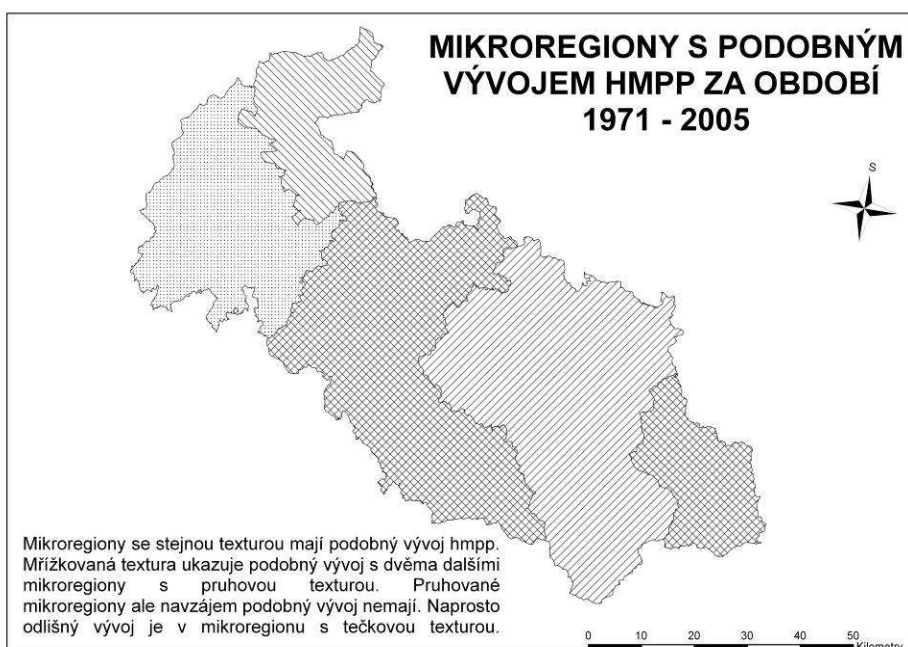 MIKROREGIONY S PODOBNÝM
VÝVOJEM HMPP ZA OBDOBÍ
1971 - 2005
S
Mikroregiony se stejnou texturou mají podobný vývoj hmpp.
Mřížkovaná textura ukazuje podobný vývoj s dvěma dalšími
mikroregiony s pruhovou texturou. Pruhované
mikroregiony ale navzájem podobný vývoj nemají. Naprosto
odlišný vývoj je v mikroregionu s tečkovou texturou.
0 10 20 30 40 50
Kilometry